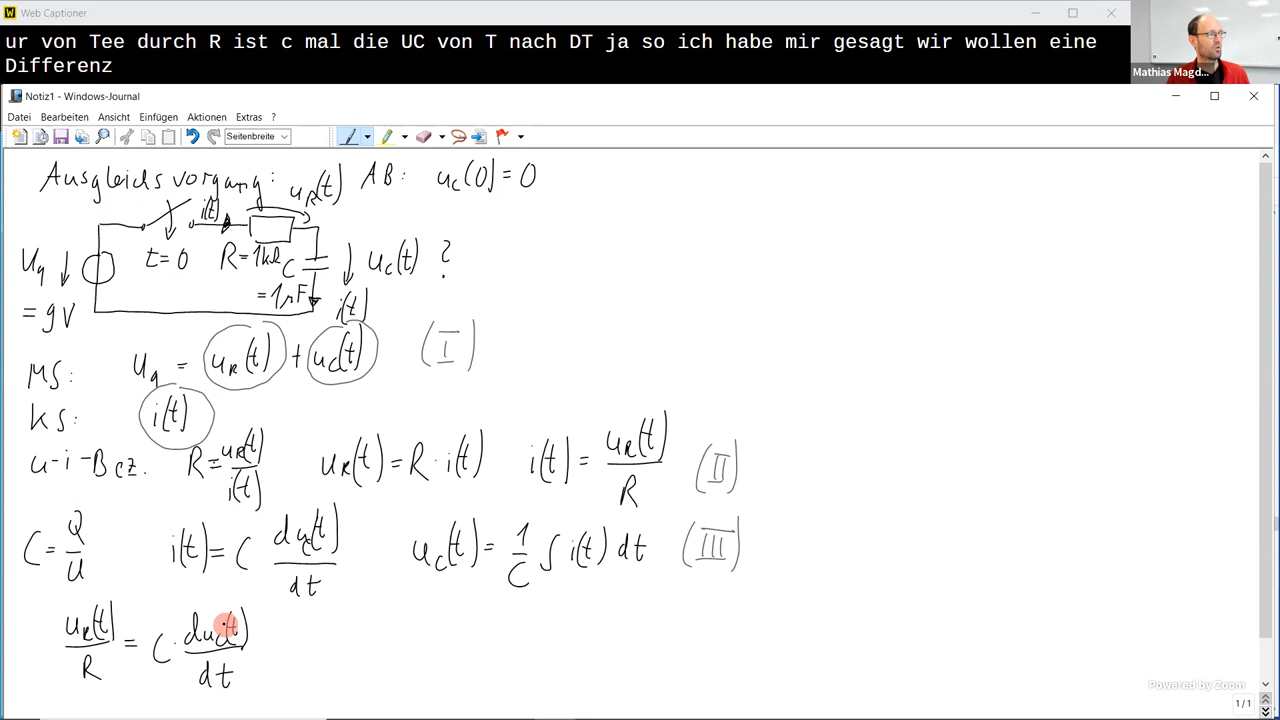 Web Captioner
ur von Tee durch R ist c mal die UC von T nach DT ja so ich habe mir gesagt wir wollen eine
Differenz
Mathias Magd...
Notiz1 - Windows-Journal
Datei Bearbeiten Ansicht Einfügen Aktionen Extras ?
Seitenbreite
Ausgleichsvorgang: AB: u_C(0) = 0
u_R(t)
i(t)
U_q t=0 R=1kΩ C u_C(t) ?
= 9V = 1µF i(t)
MS: U_q = u_R(t) + u_C(t) (I)
KS: i(t)
u-i-Bez. R = u_R(t)/i(t) u_R(t) = R · i(t) i(t) = u_R(t)/R (II)
C = Q/U i(t) = C du_C(t)/dt u_C(t) = 1/C ∫ i(t) dt (III)
u_R(t)/R = C · du_C(t)/dt
Powered by Zoom
1 / 1